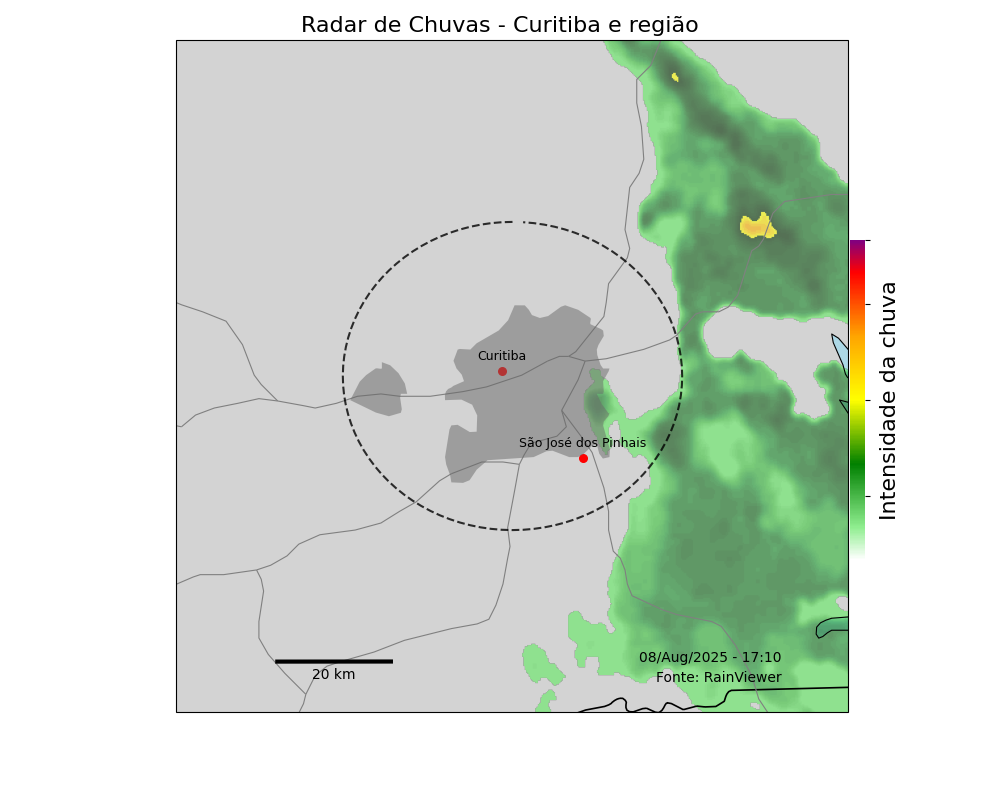 Radar de Chuvas - Curitiba e região
Curitiba
São José dos Pinhais
Intensidade da chuva
08/Aug/2025 - 17:10
Fonte: RainViewer
20 km